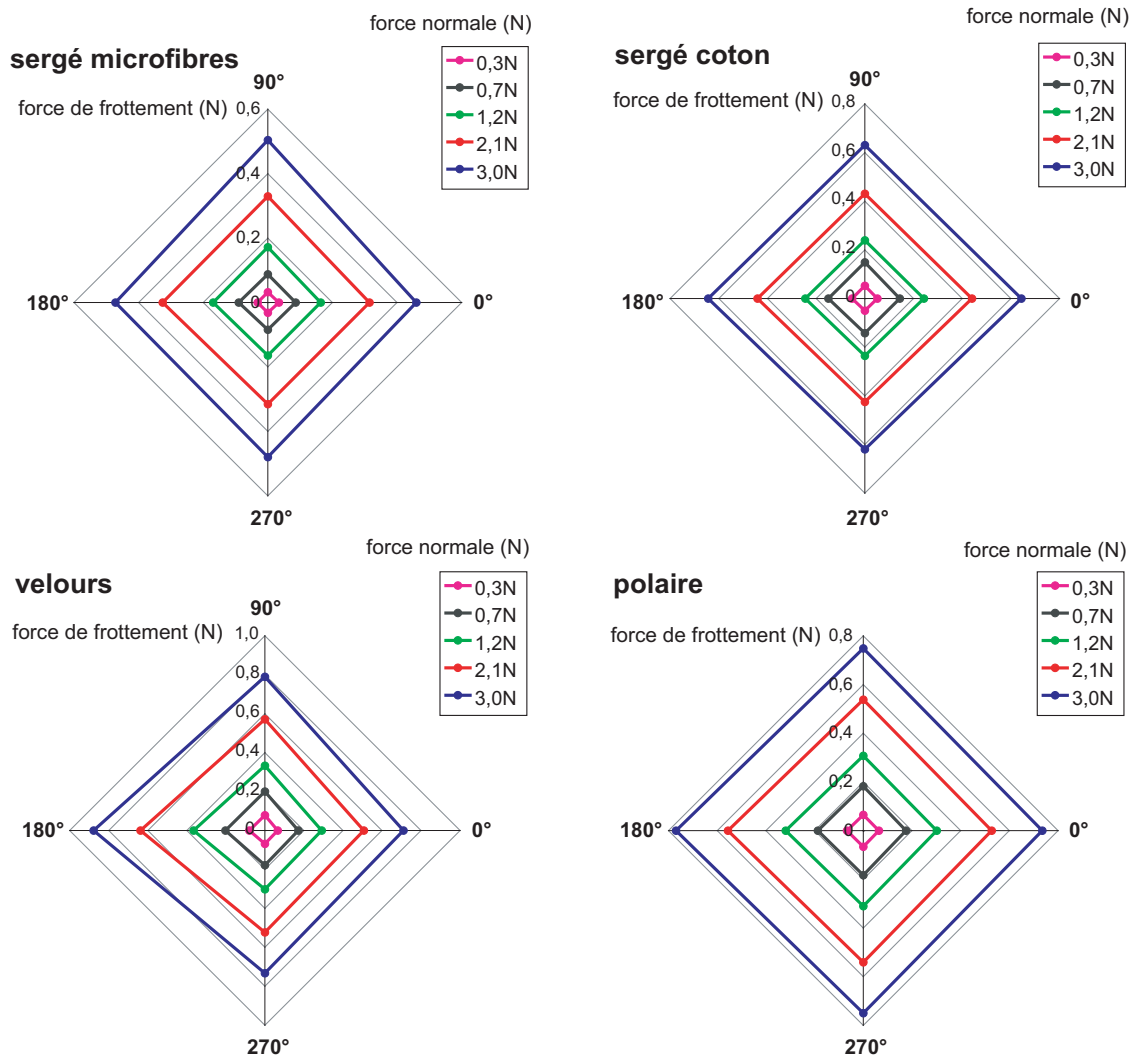 force normale (N)
sergé microfibres
0,3N
0,7N
1,2N
2,1N
3,0N
90°
force de frottement (N)
0,6
0,4
0,2
0
180°
0°
270°
force normale (N)
sergé coton
0,3N
0,7N
1,2N
2,1N
3,0N
90°
force de frottement (N)
0,8
0,6
0,4
0,2
0
180°
0°
270°
force normale (N)
velours
0,3N
0,7N
1,2N
2,1N
3,0N
90°
force de frottement (N)
1,0
0,8
0,6
0,4
0,2
0
180°
0°
270°
force normale (N)
polaire
0,3N
0,7N
1,2N
2,1N
3,0N
force de frottement (N)
0,8
0,6
0,4
0,2
0
180°
0°
270°